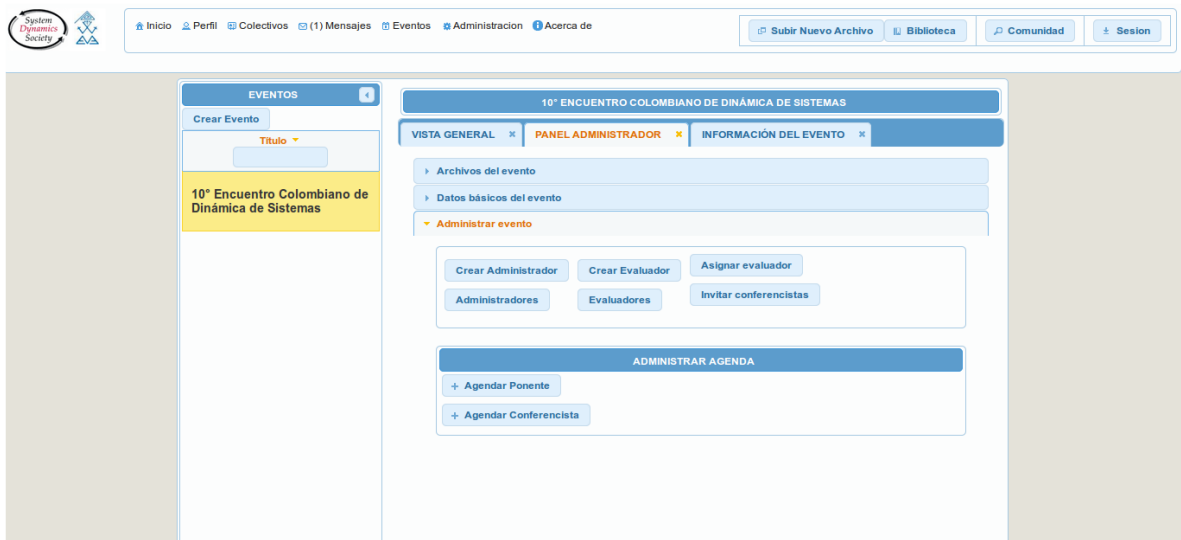 System
Dynamics
Society
Inicio Perfil Colectivos (1) Mensajes Eventos Administracion Acerca de
Subir Nuevo Archivo Biblioteca Comunidad Sesion
EVENTOS
Crear Evento
Título
10° Encuentro Colombiano de
Dinámica de Sistemas
10° ENCUENTRO COLOMBIANO DE DINÁMICA DE SISTEMAS
VISTA GENERAL PANEL ADMINISTRADOR INFORMACIÓN DEL EVENTO
Archivos del evento
Datos básicos del evento
Administrar evento
Crear Administrador Crear Evaluador Asignar evaluador
Administradores Evaluadores Invitar conferencistas
ADMINISTRAR AGENDA
+ Agendar Ponente
+ Agendar Conferencista